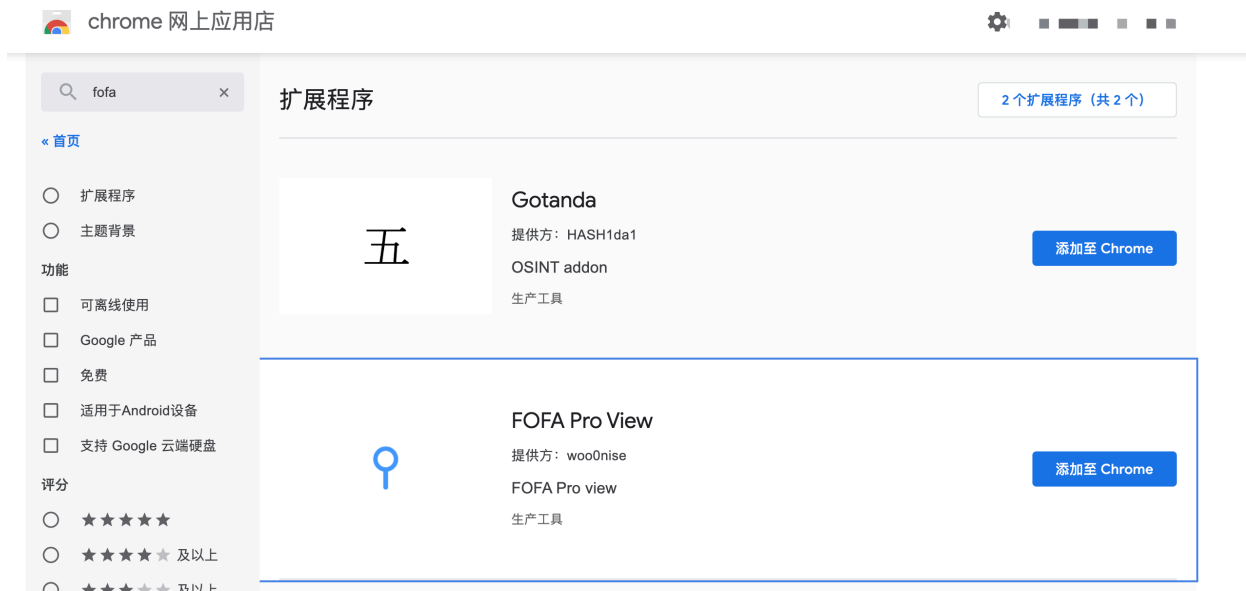 chrome 网上应用店
fofa
« 首页
扩展程序
主题背景
功能
可离线使用
Google 产品
免费
适用于Android设备
支持 Google 云端硬盘
评分
及以上
及以上
扩展程序
2 个扩展程序（共 2 个）
五
Gotanda
提供方：HASH1da1
OSINT addon
生产工具
添加至 Chrome
FOFA Pro View
提供方：woo0nise
FOFA Pro view
生产工具
添加至 Chrome